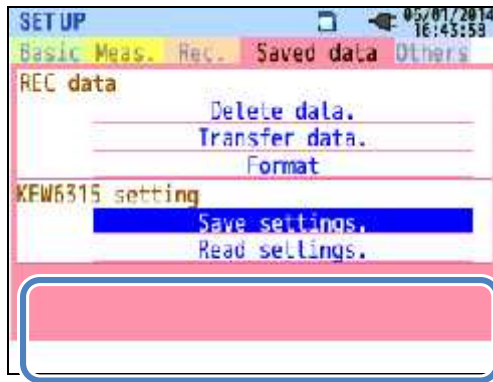 SET UP
05/01/2014
16:43:53
Basic Meas. Rec. Saved data Others
REC data
Delete data.
Transfer data.
Format
KEW6315 setting
Save settings.
Read settings.